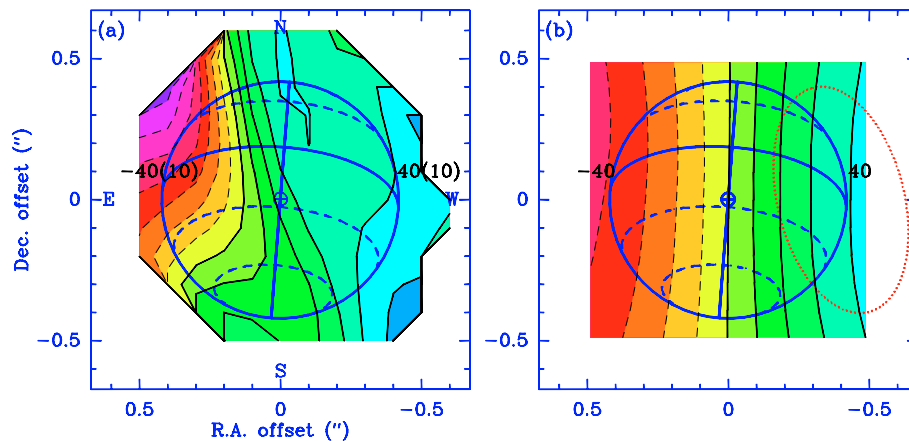 (a) N (b)
0.5 0.5
−40(10) 40(10) −40 40
0 E W 0
Dec. offset (″)
−0.5 −0.5
S
0.5 0 −0.5 0.5 0 −0.5
R.A. offset (″)